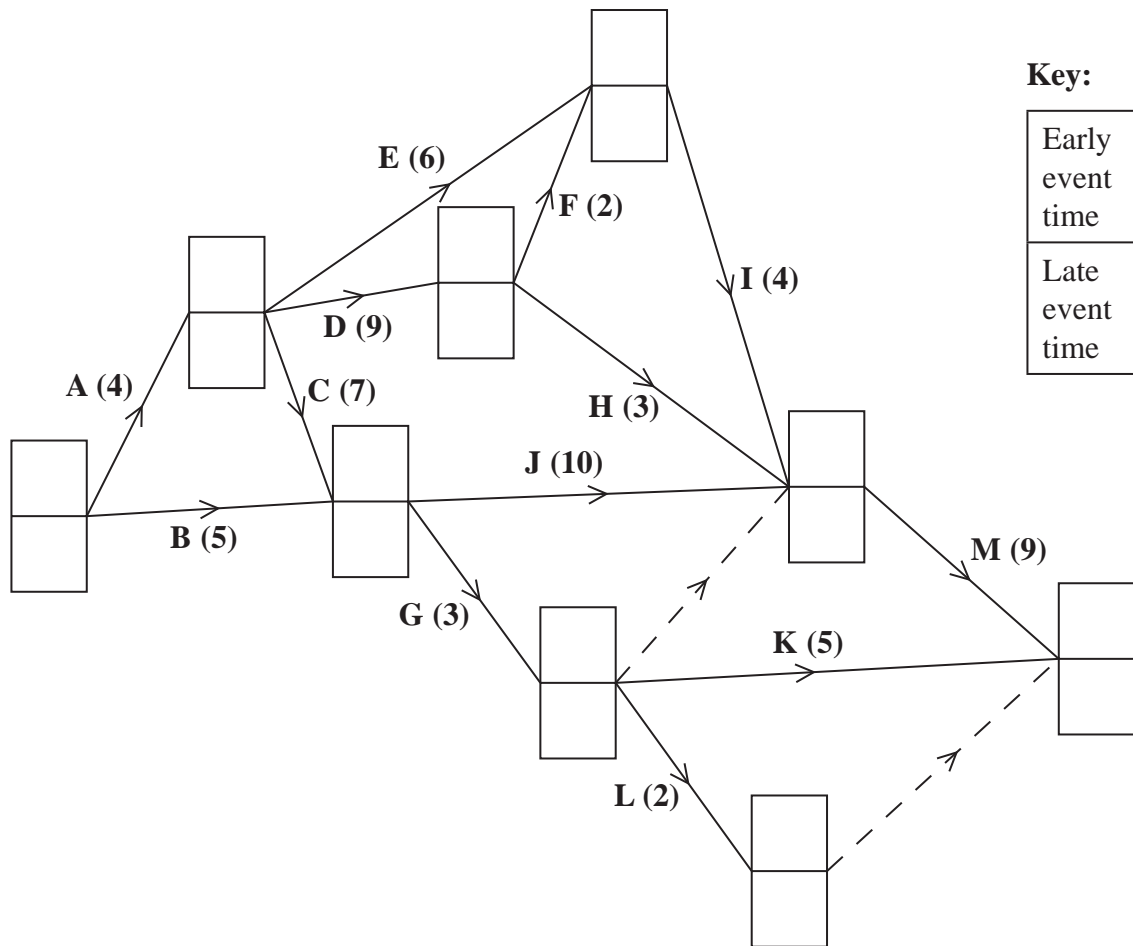 Key:
Early
event
time
Late
event
time
E (6)
F (2)
I (4)
D (9)
A (4)
C (7)
H (3)
J (10)
B (5)
M (9)
G (3)
K (5)
L (2)